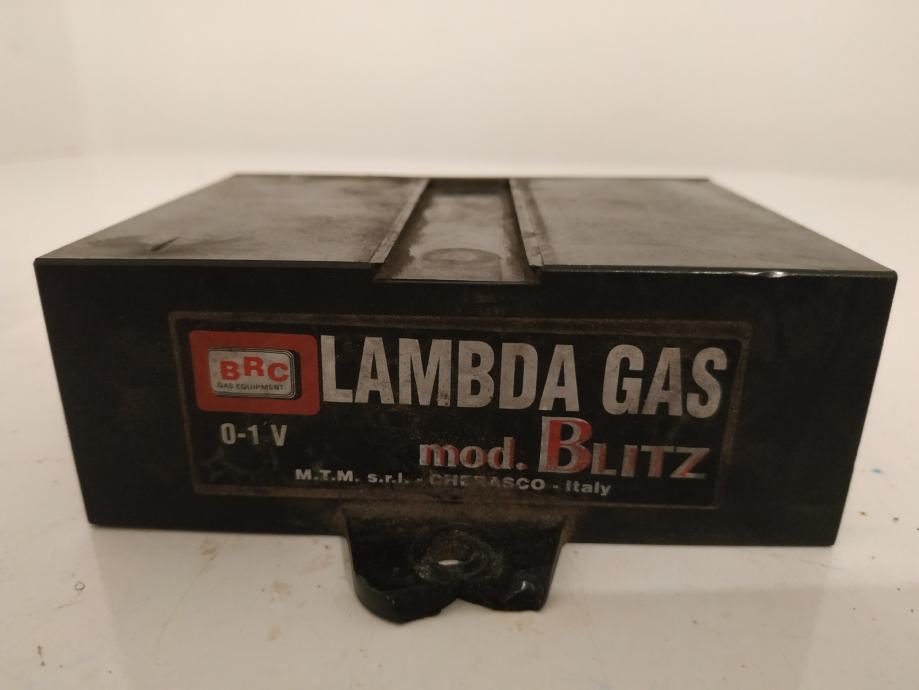 BRC
GAS EQUIPMENT
LAMBDA GAS
0-1 V
mod. BLITZ
M.T.M. s.r.l. - CHERASCO - Italy